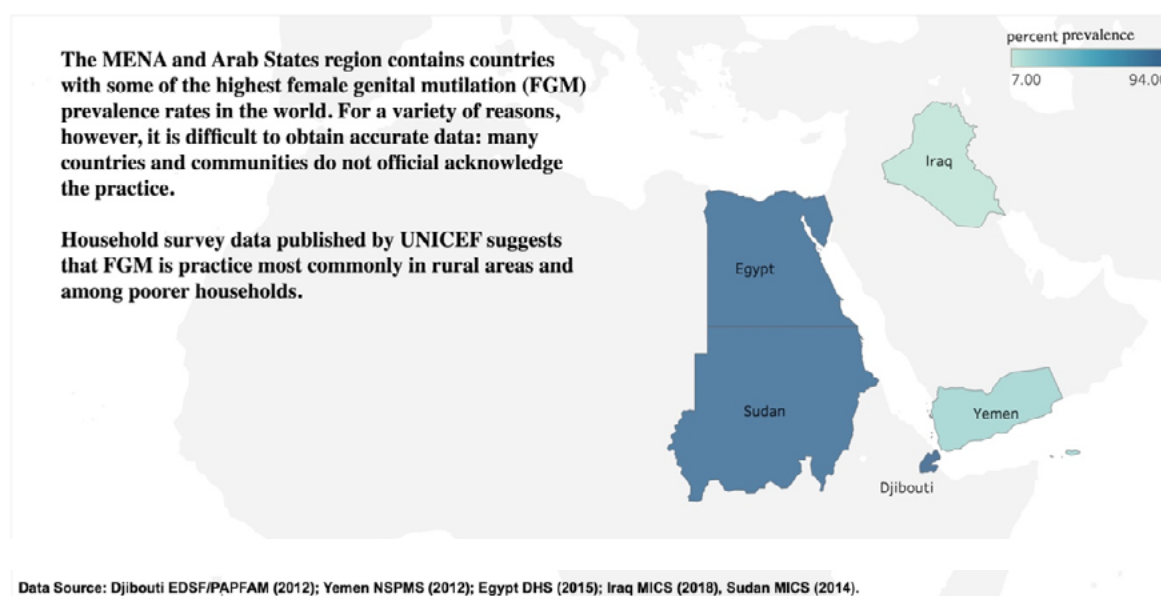 The MENA and Arab States region contains countries
with some of the highest female genital mutilation (FGM)
prevalence rates in the world. For a variety of reasons,
however, it is difficult to obtain accurate data: many
countries and communities do not official acknowledge
the practice.
Household survey data published by UNICEF suggests
that FGM is practice most commonly in rural areas and
among poorer households.
percent prevalence
7.00 94.00
Iraq
Egypt
Sudan
Yemen
Djibouti
Data Source: Djibouti EDSF/PAPFAM (2012); Yemen NSPMS (2012); Egypt DHS (2015); Iraq MICS (2018), Sudan MICS (2014).